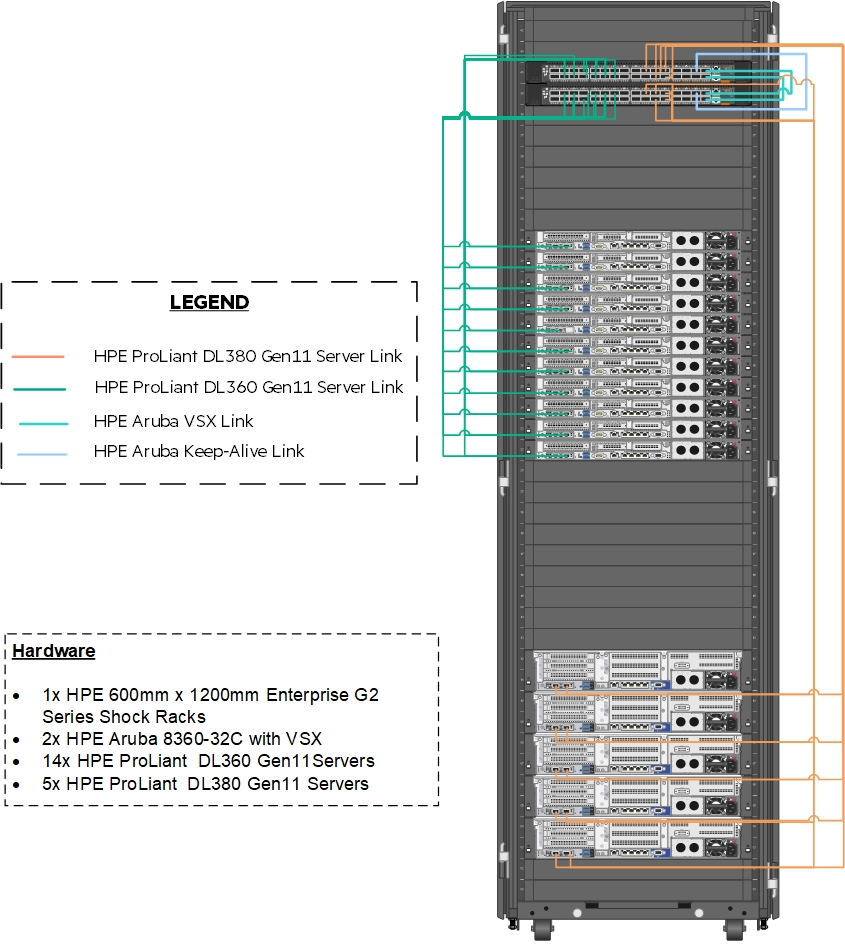 LEGEND
HPE ProLiant DL380 Gen11 Server Link
HPE ProLiant DL360 Gen11 Server Link
HPE Aruba VSX Link
HPE Aruba Keep-Alive Link
Hardware
• 1x HPE 600mm x 1200mm Enterprise G2
Series Shock Racks
• 2x HPE Aruba 8360-32C with VSX
• 14x HPE ProLiant DL360 Gen11Servers
• 5x HPE ProLiant DL380 Gen11 Servers